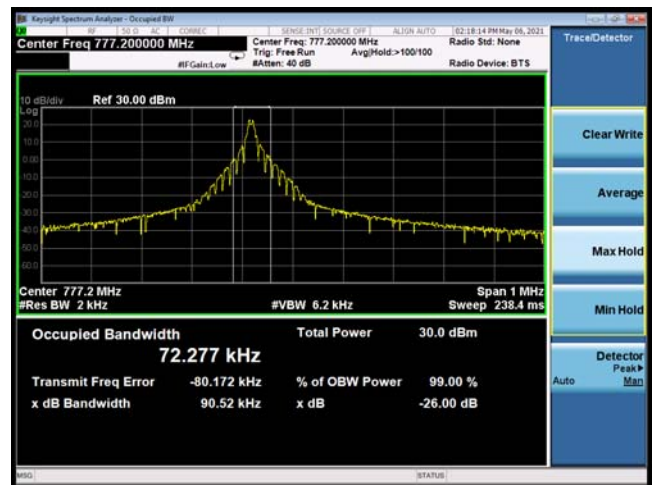 Keysight Spectrum Analyzer - Occupied BW
RF 50 Ω AC CORREC SENSE:INT SOURCE OFF ALIGN AUTO 02:18:14 PM May 06, 2021
Center Freq 777.200000 MHz
Center Freq: 777.200000 MHz
Radio Std: None
Trig: Free Run Avg|Hold:>100/100
#IFGain:Low
#Atten: 40 dB
Radio Device: BTS
Trace/Detector
10 dB/div Ref 30.00 dBm
Log
20.0
10.0
0.00
-10.0
-20.0
-30.0
-40.0
-50.0
-60.0
Center 777.2 MHz
Span 1 MHz
#Res BW 2 kHz
#VBW 6.2 kHz
Sweep 238.4 ms
Occupied Bandwidth
72.277 kHz
Total Power 30.0 dBm
Transmit Freq Error -80.172 kHz
% of OBW Power 99.00 %
x dB Bandwidth 90.52 kHz
x dB -26.00 dB
Clear Write
Average
Max Hold
Min Hold
Detector
Peak▶
Auto Man
MSG
STATUS